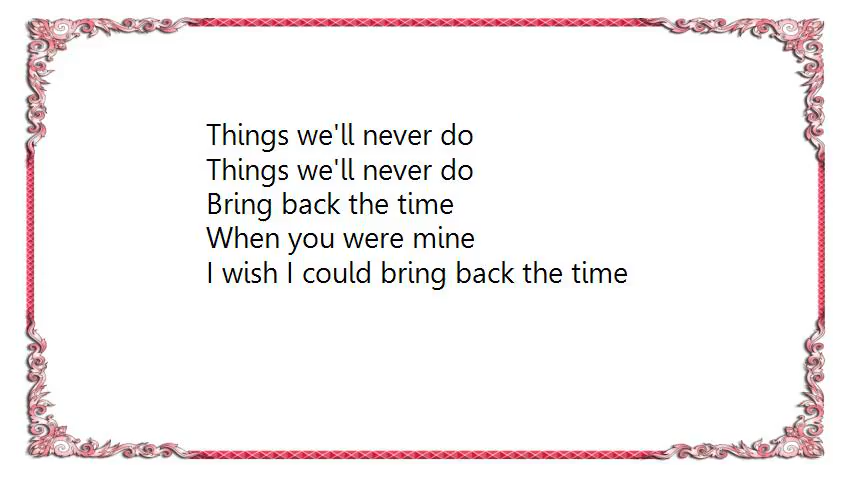 Things we'll never do
Things we'll never do
Bring back the time
When you were mine
I wish I could bring back the time